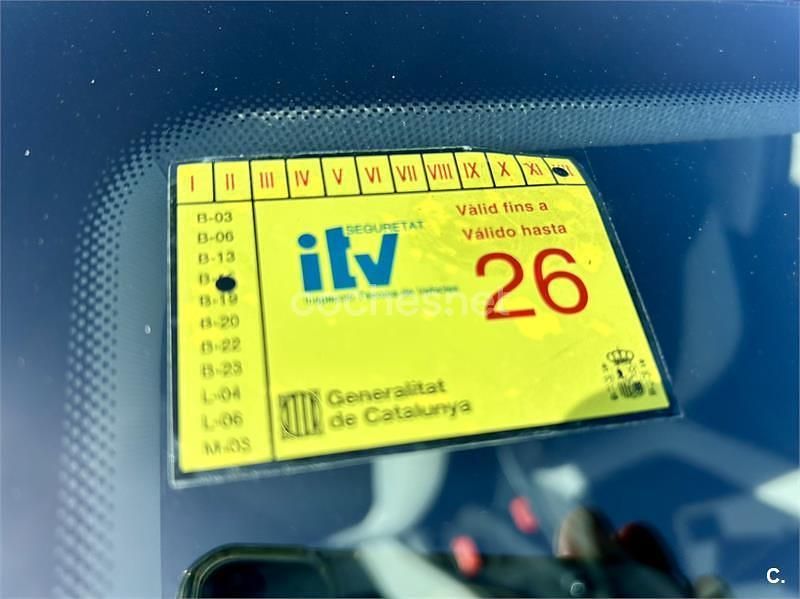 I II III IV V VI VII VIII IX X XI
B-03
B-06
B-13
B-19
B-20
B-22
B-23
L-04
L-06
M-03
SEGURETAT
itv
Inspecció Tècnica de Vehicles
Vàlid fins a
Válido hasta
26
coches.net
Generalitat
de Catalunya
C.